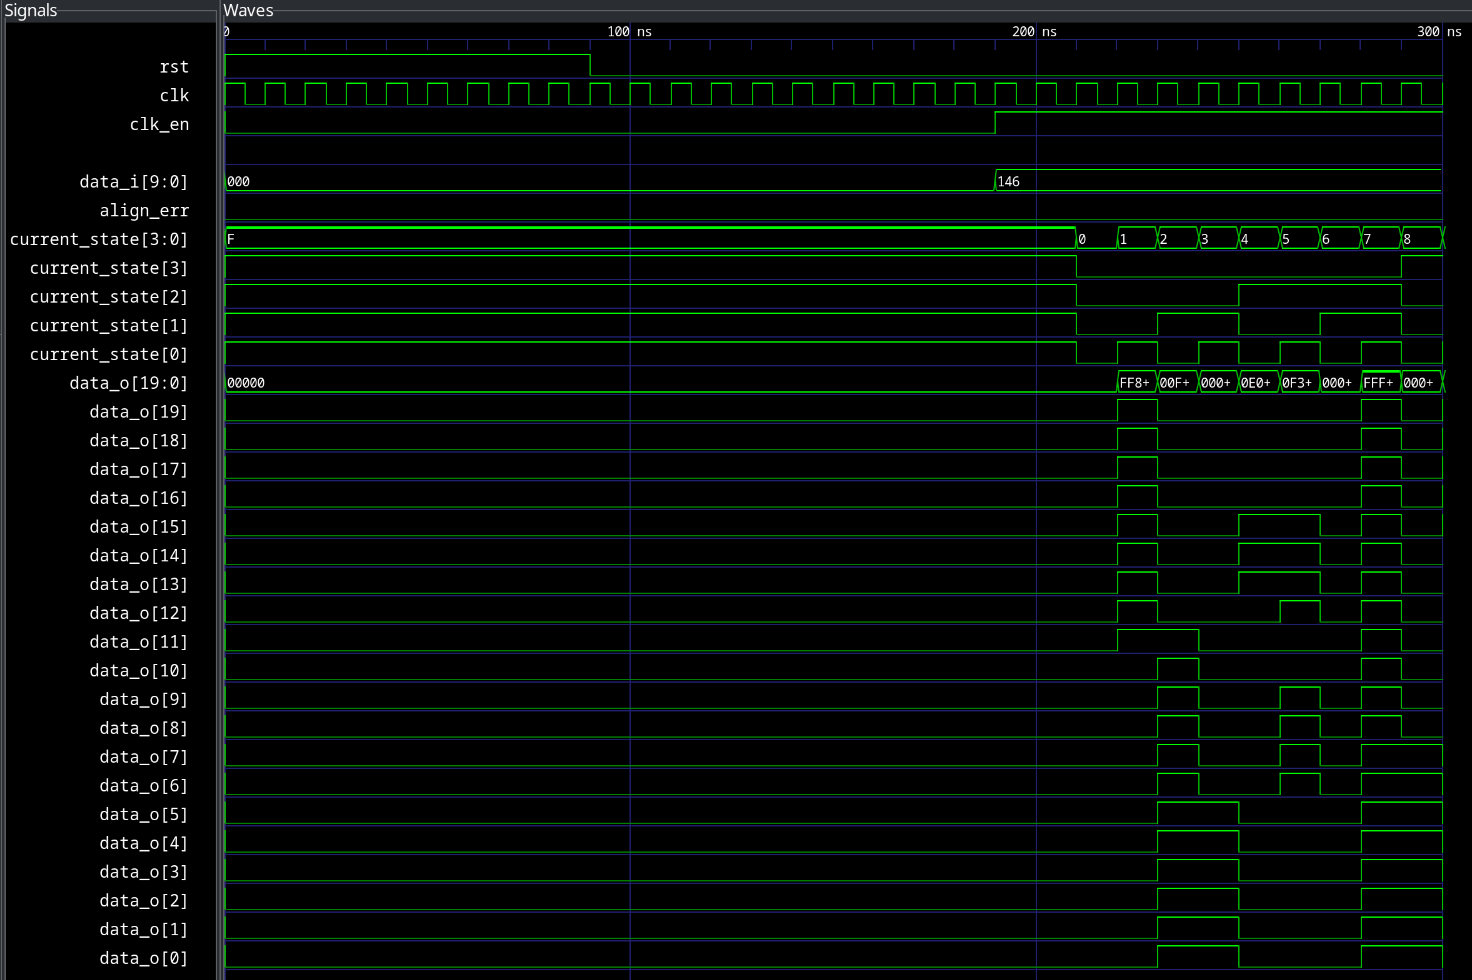 Signals Waves
0 100 ns 200 ns 300 ns
rst
clk
clk_en
data_i[9:0] 000 146
align_err
current_state[3:0] F 0 1 2 3 4 5 6 7 8
current_state[3]
current_state[2]
current_state[1]
current_state[0]
data_o[19:0] 00000 FF8+ 00F+ 000+ 0E0+ 0F3+ 000+ FFF+ 000+
data_o[19]
data_o[18]
data_o[17]
data_o[16]
data_o[15]
data_o[14]
data_o[13]
data_o[12]
data_o[11]
data_o[10]
data_o[9]
data_o[8]
data_o[7]
data_o[6]
data_o[5]
data_o[4]
data_o[3]
data_o[2]
data_o[1]
data_o[0]